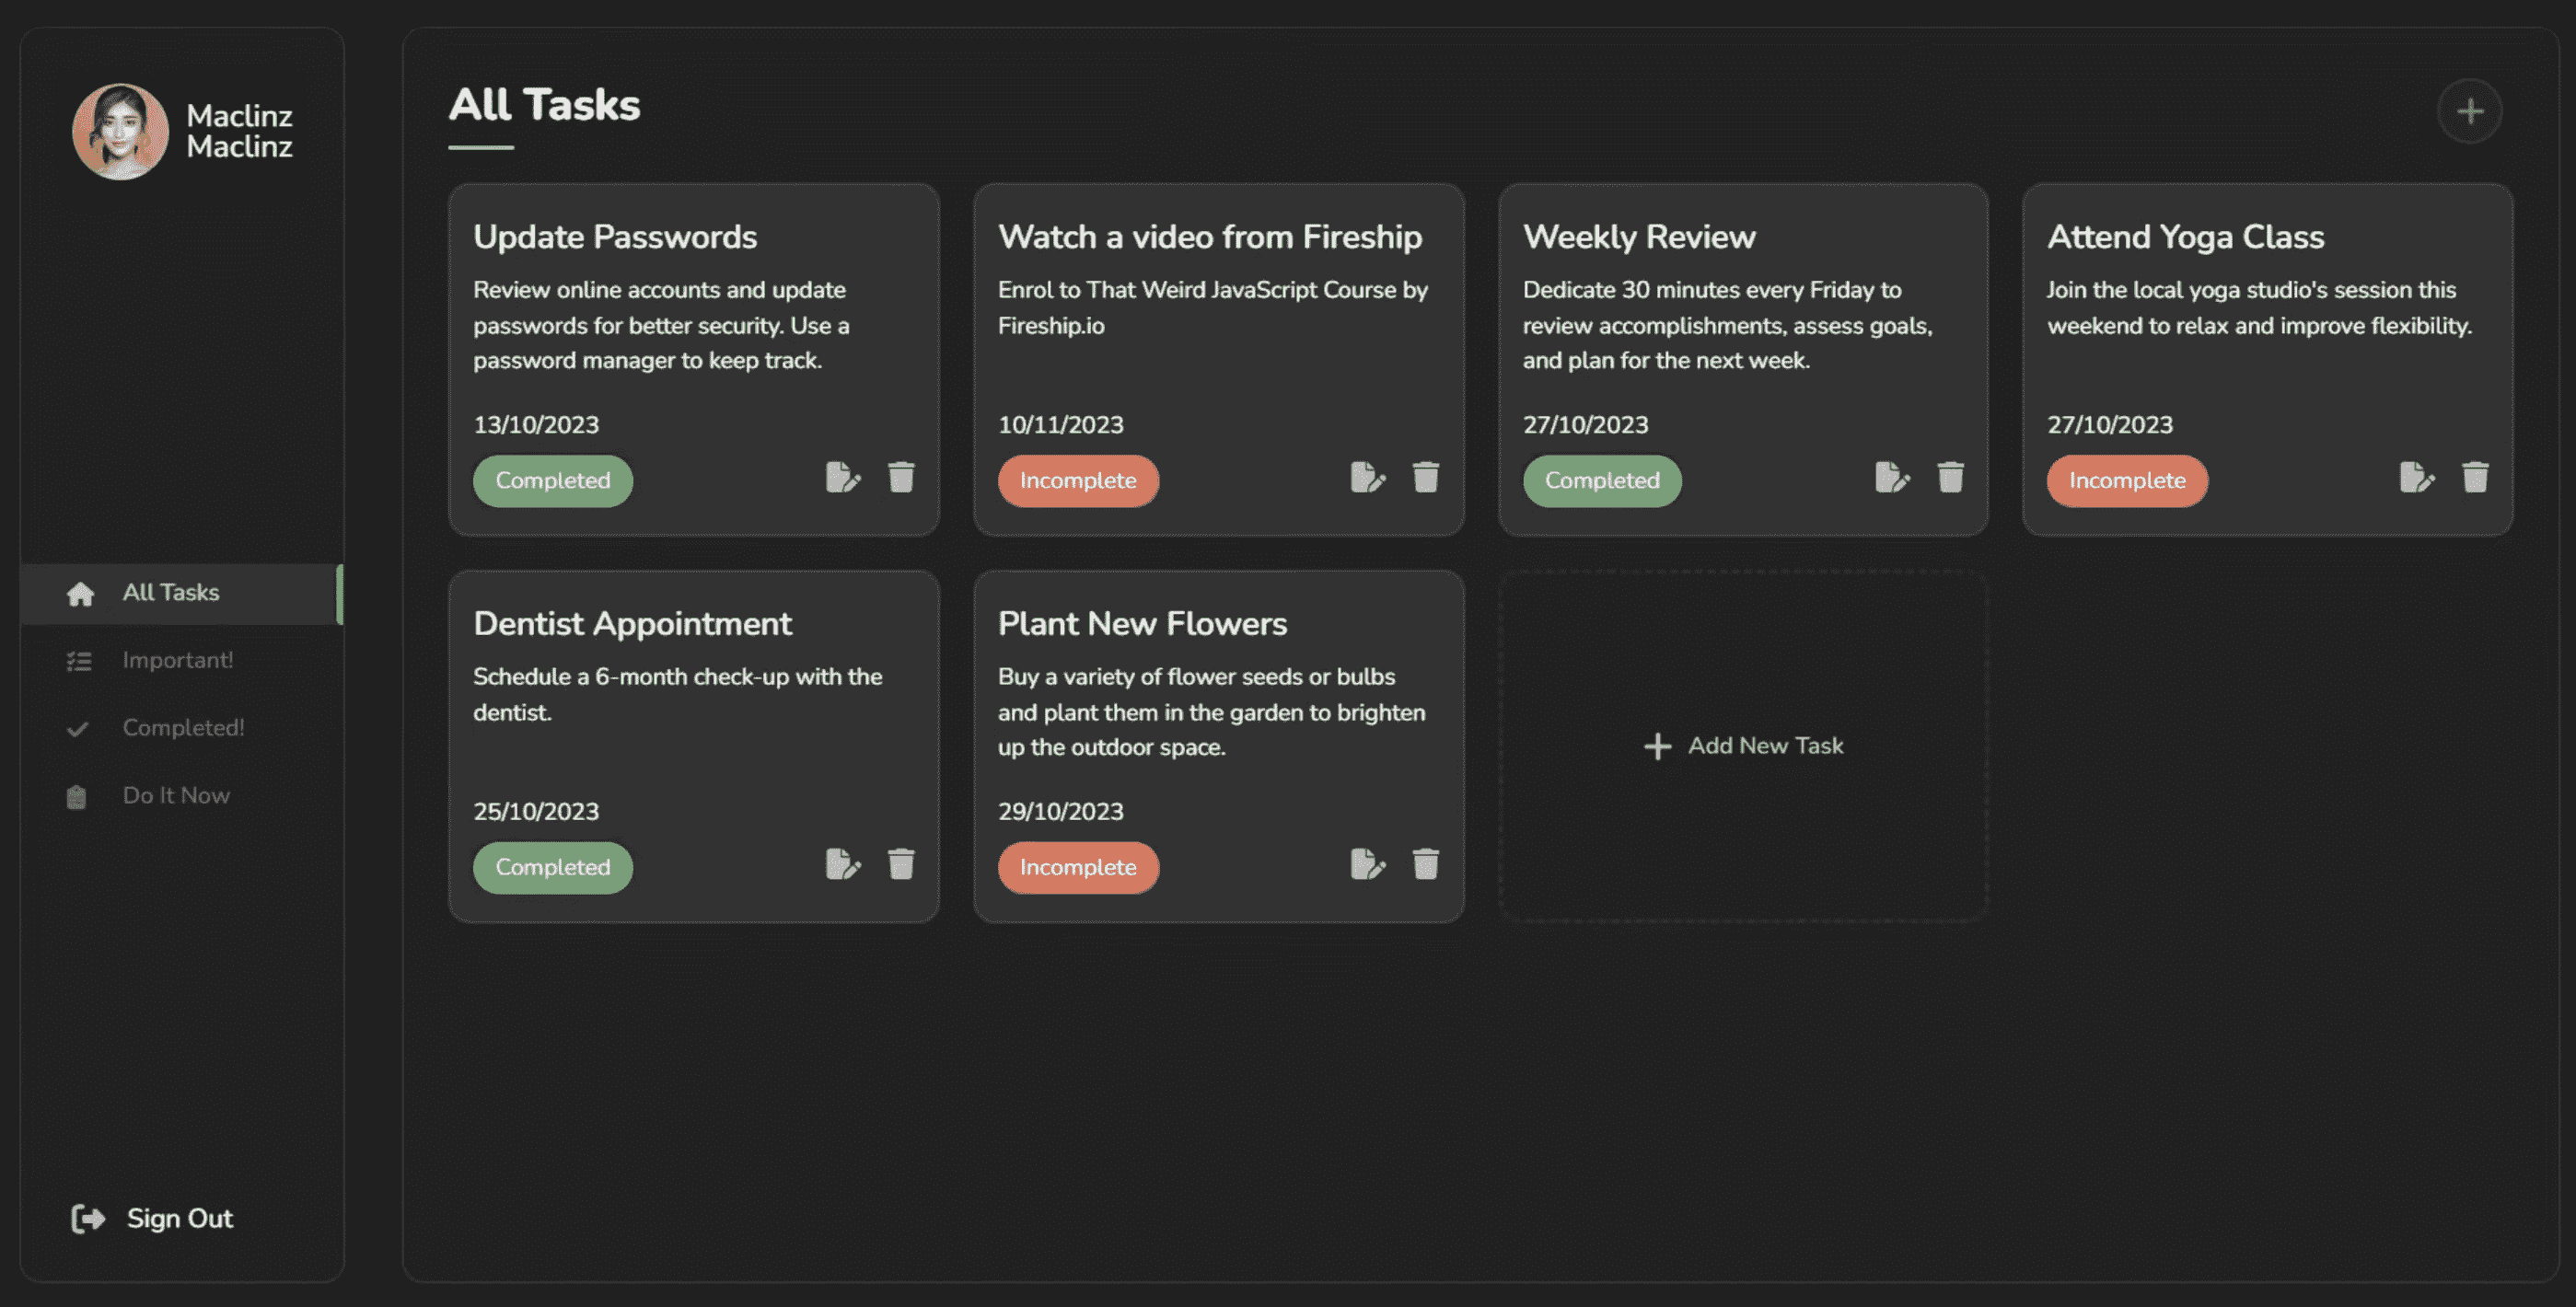 Maclinz
Maclinz
All Tasks
Important!
Completed!
Do It Now
Sign Out
All Tasks
Update Passwords
Review online accounts and update
passwords for better security. Use a
password manager to keep track.
13/10/2023
Completed
Watch a video from Fireship
Enrol to That Weird JavaScript Course by
Fireship.io
10/11/2023
Incomplete
Weekly Review
Dedicate 30 minutes every Friday to
review accomplishments, assess goals,
and plan for the next week.
27/10/2023
Completed
Attend Yoga Class
Join the local yoga studio's session this
weekend to relax and improve flexibility.
27/10/2023
Incomplete
Dentist Appointment
Schedule a 6-month check-up with the
dentist.
25/10/2023
Completed
Plant New Flowers
Buy a variety of flower seeds or bulbs
and plant them in the garden to brighten
up the outdoor space.
29/10/2023
Incomplete
Add New Task